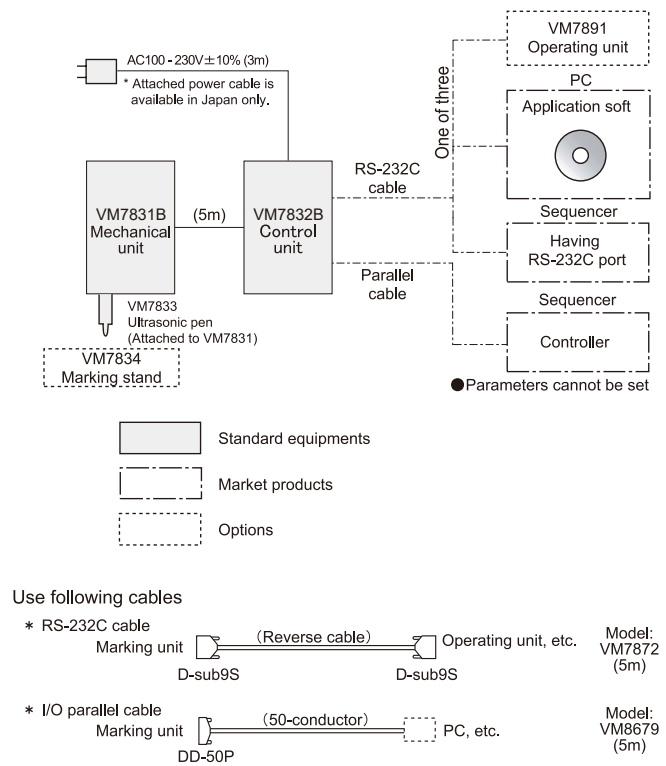 AC100 - 230V±10% (3m)
* Attached power cable is
available in Japan only.
VM7831B
Mechanical
unit
(5m)
VM7832B
Control
unit
VM7833
Ultrasonic pen
(Attached to VM7831)
VM7834
Marking stand
RS-232C
cable
Parallel
cable
One of three
VM7891
Operating unit
PC
Application soft
Sequencer
Having
RS-232C port
Sequencer
Controller
●Parameters cannot be set
Standard equipments
Market products
Options
Use following cables
* RS-232C cable
Marking unit
(Reverse cable)
Operating unit, etc.
D-sub9S
D-sub9S
Model:
VM7872
(5m)
* I/O parallel cable
Marking unit
(50-conductor)
PC, etc.
DD-50P
Model:
VM8679
(5m)